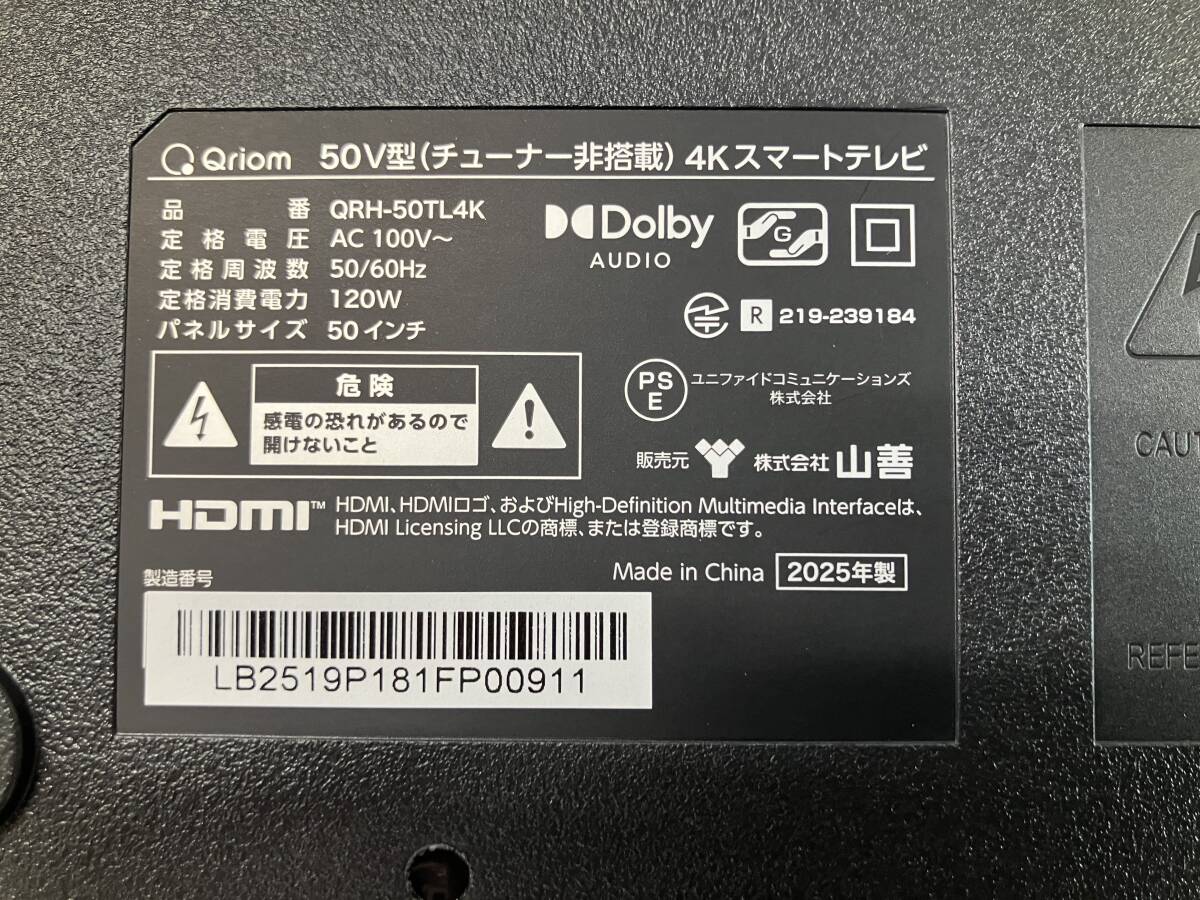 Qriom 50V型(チューナー非搭載) 4Kスマートテレビ
品番 QRH-50TL4K
定格電圧 AC 100V～
定格周波数 50/60Hz
定格消費電力 120W
パネルサイズ 50インチ
Dolby
AUDIO
G
R 219-239184
PS
E
ユニファイドコミュニケーションズ
株式会社
危険
感電の恐れがあるので
開けないこと
販売元 株式会社 山善
HDMI™ HDMI、HDMIロゴ、およびHigh-Definition Multimedia Interfaceは、
HDMI Licensing LLCの商標、または登録商標です。
Made in China 2025年製
製造番号
LB2519P181FP00911
CAUT
REFE